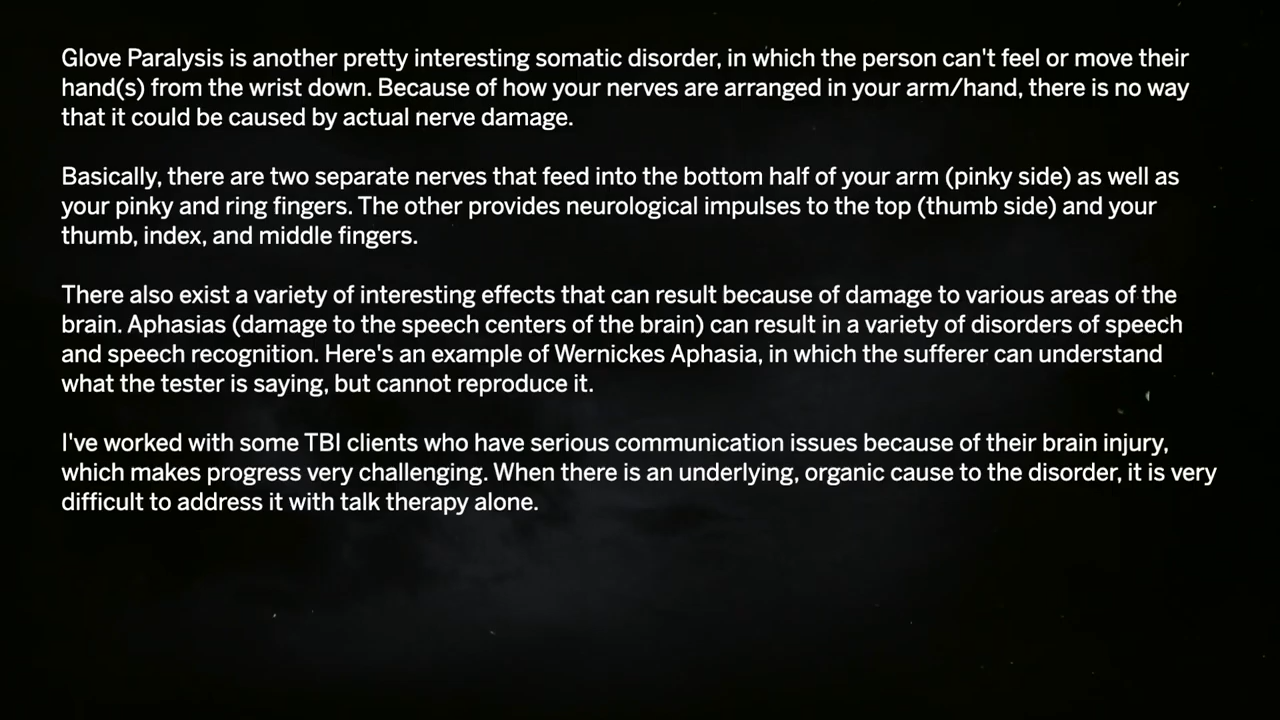 Glove Paralysis is another pretty interesting somatic disorder, in which the person can't feel or move their
hand(s) from the wrist down. Because of how your nerves are arranged in your arm/hand, there is no way
that it could be caused by actual nerve damage.
Basically, there are two separate nerves that feed into the bottom half of your arm (pinky side) as well as
your pinky and ring fingers. The other provides neurological impulses to the top (thumb side) and your
thumb, index, and middle fingers.
There also exist a variety of interesting effects that can result because of damage to various areas of the
brain. Aphasias (damage to the speech centers of the brain) can result in a variety of disorders of speech
and speech recognition. Here's an example of Wernickes Aphasia, in which the sufferer can understand
what the tester is saying, but cannot reproduce it.
I've worked with some TBI clients who have serious communication issues because of their brain injury,
which makes progress very challenging. When there is an underlying, organic cause to the disorder, it is very
difficult to address it with talk therapy alone.